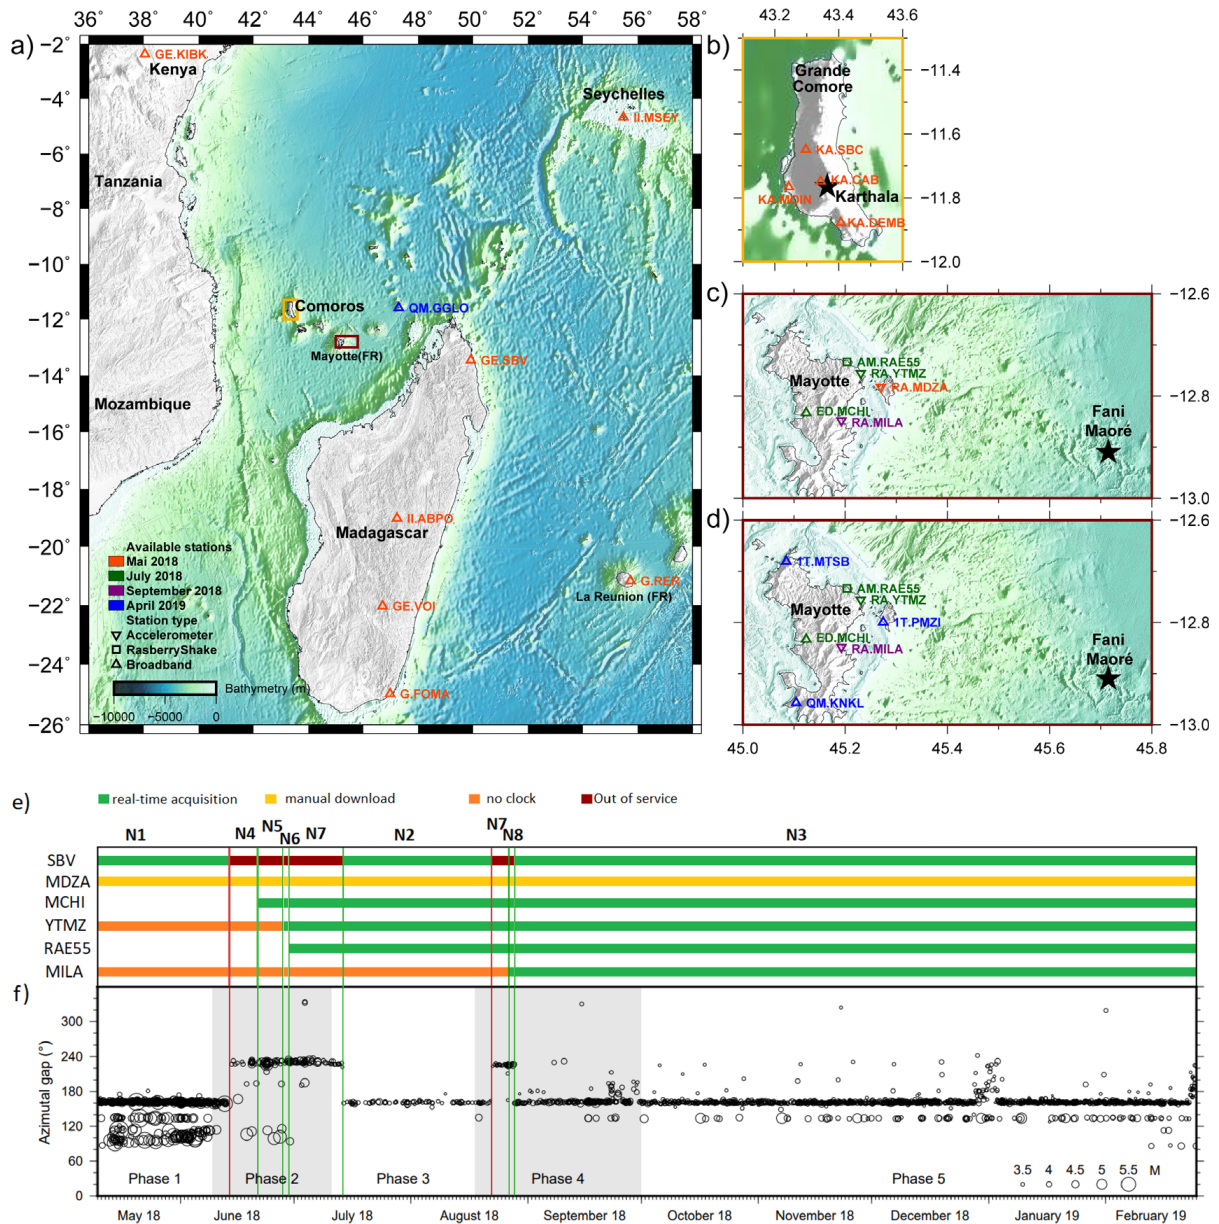 a)
36° 38° 40° 42° 44° 46° 48° 50° 52° 54° 56° 58°
−2°
−4°
−6°
−8°
−10°
−12°
−14°
−16°
−18°
−20°
−22°
−24°
−26°
GE.KIBK
Kenya
Seychelles
II.MSEY
Tanzania
Comoros
QM.GGLO
Mayotte(FR)
GE.SBV
Mozambique
II.ABPO
Madagascar
G.RER
La Reunion (FR)
GE.VOI
G.FOMA
Available stations
Mai 2018
July 2018
September 2018
April 2019
Station type
Accelerometer
RasberryShake
Broadband
Bathymetry (m)
−10000 −5000 0
b)
43.2 43.4 43.6
Grande
Comore
−11.4
−11.6
−11.8
−12.0
KA.SBC
KA.CAB
KA.MOIN
Karthala
KA.DEMB
c)
−12.6
−12.8
−13.0
AM.RAE55
RA.YTMZ
Mayotte
RA.MDZA
ED.MCHI
RA.MILA
Fani
Maoré
d)
−12.6
−12.8
−13.0
1T.MTSB
AM.RAE55
RA.YTMZ
Mayotte
1T.PMZI
ED.MCHI
RA.MILA
Fani
Maoré
QM.KNKL
45.0 45.2 45.4 45.6 45.8
e)
real-time acquisition manual download no clock Out of service
N1 N4 N5 N6 N7 N2 N7 N8 N3
SBV
MDZA
MCHI
YTMZ
RAE55
MILA
f)
Azimutal gap (°)
300
240
180
120
60
0
Phase 1 Phase 2 Phase 3 Phase 4 Phase 5
3.5 4 4.5 5 5.5 M
May 18 June 18 July 18 August 18 September 18 October 18 November 18 December 18 January 19 February 19